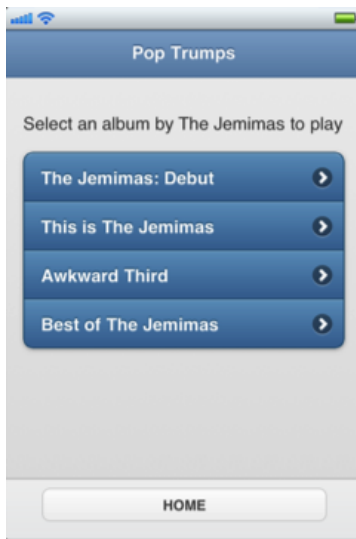 Pop Trumps
Select an album by The Jemimas to play
The Jemimas: Debut
This is The Jemimas
Awkward Third
Best of The Jemimas
HOME